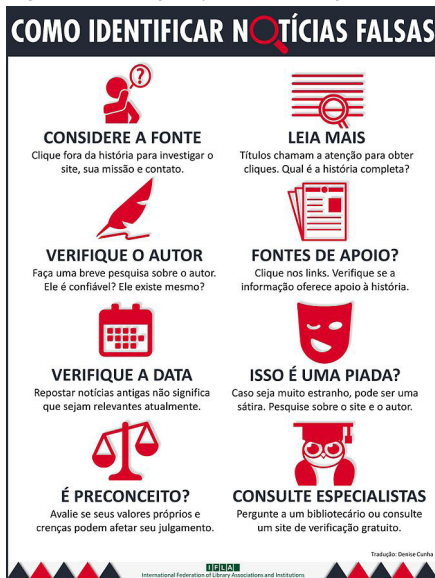 COMO IDENTIFICAR NOTÍCIAS FALSAS
CONSIDERE A FONTE
Clique fora da história para investigar o
site, sua missão e contato.
LEIA MAIS
Títulos chamam a atenção para obter
cliques. Qual é a história completa?
VERIFIQUE O AUTOR
Faça uma breve pesquisa sobre o autor.
Ele é confiável? Ele existe mesmo?
FONTES DE APOIO?
Clique nos links. Verifique se a
informação oferece apoio à história.
VERIFIQUE A DATA
Repostar notícias antigas não significa
que sejam relevantes atualmente.
ISSO É UMA PIADA?
Caso seja muito estranho, pode ser uma
sátira. Pesquise sobre o site e o autor.
É PRECONCEITO?
Avalie se seus valores próprios e
crenças podem afetar seu julgamento.
CONSULTE ESPECIALISTAS
Pergunte a um bibliotecário ou consulte
um site de verificação gratuito.
Tradução: Denise Cunha
IFLA
International Federation of Library Associations and Institutions